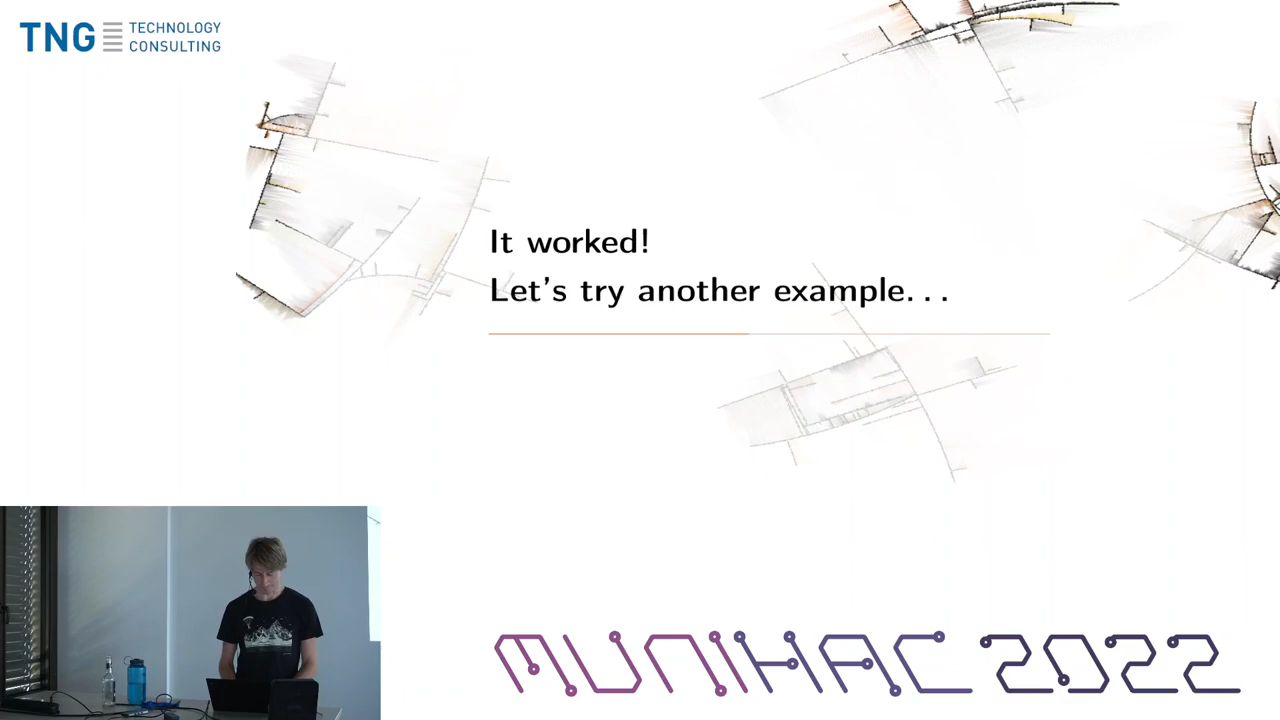 TNG TECHNOLOGY
CONSULTING
It worked!
Let's try another example...
MUNIHAC 2022